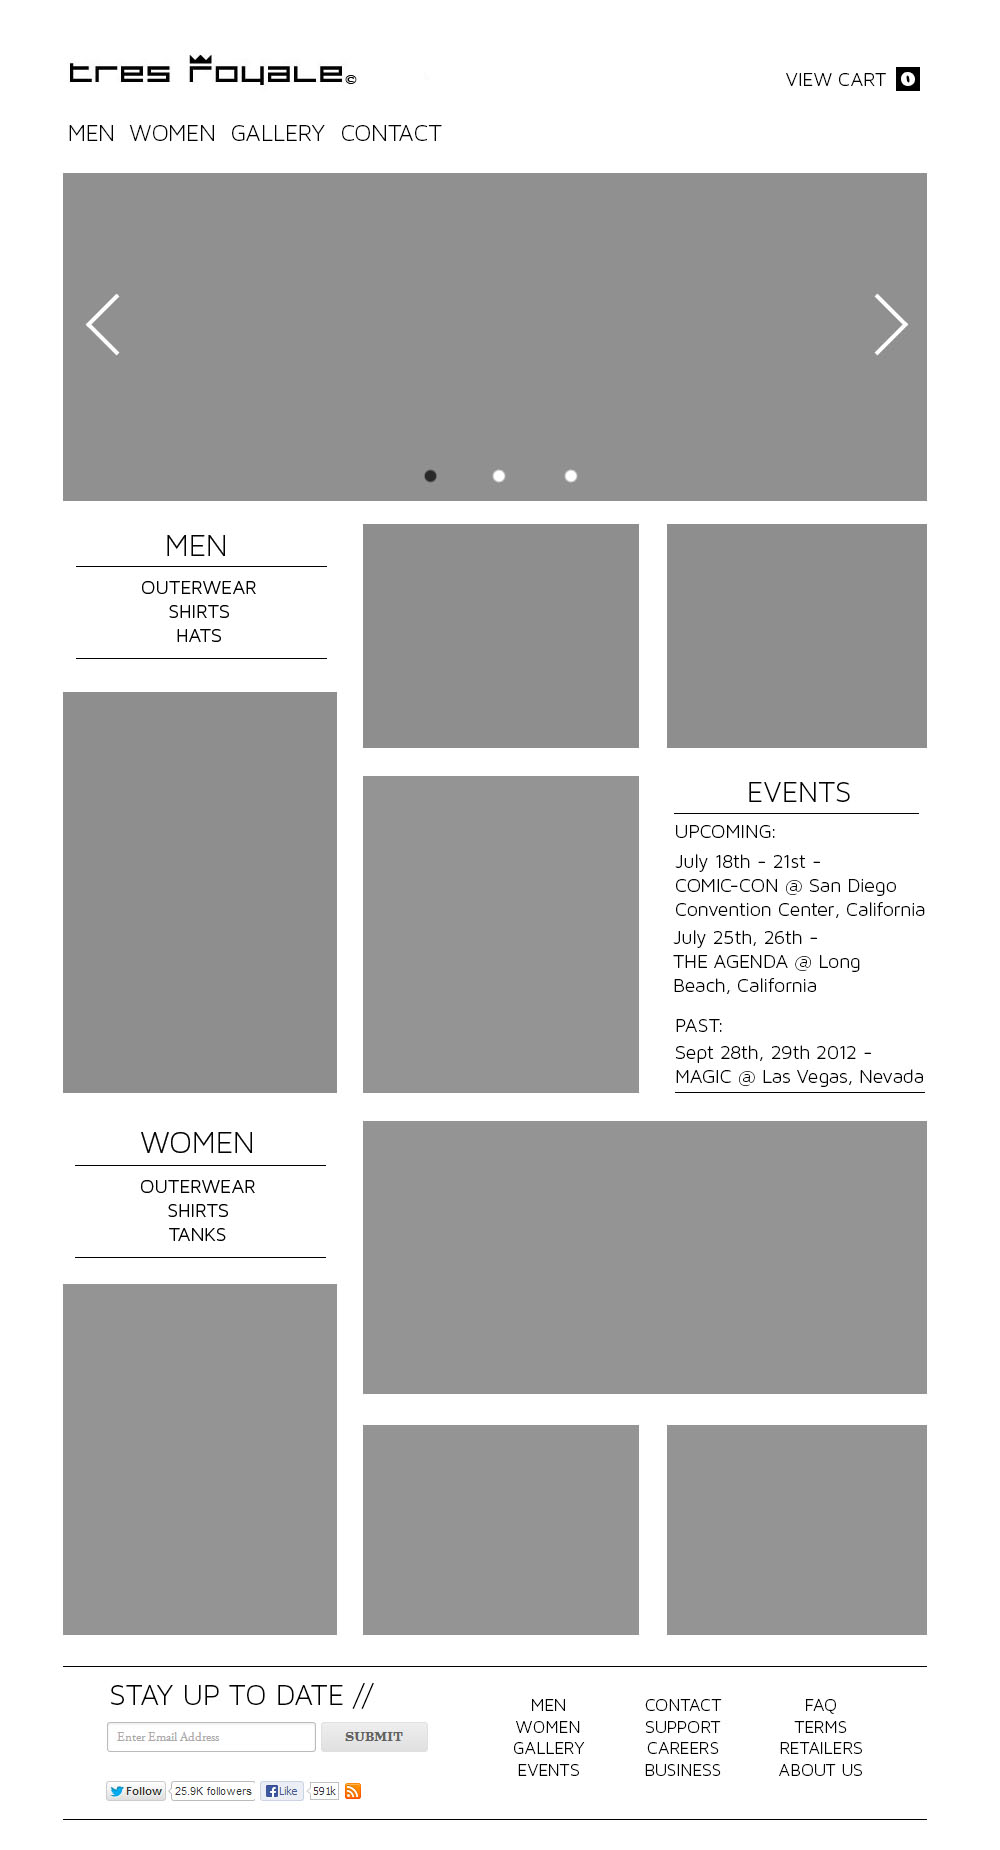 tres royale©
VIEW CART 0
MEN WOMEN GALLERY CONTACT
MEN
OUTERWEAR
SHIRTS
HATS
EVENTS
UPCOMING:
July 18th - 21st -
COMIC-CON @ San Diego
Convention Center, California
July 25th, 26th -
THE AGENDA @ Long
Beach, California
PAST:
Sept 28th, 29th 2012 -
MAGIC @ Las Vegas, Nevada
WOMEN
OUTERWEAR
SHIRTS
TANKS
STAY UP TO DATE //
Enter Email Address
SUBMIT
Follow 25.9K followers Like 591k
MEN
WOMEN
GALLERY
EVENTS
CONTACT
SUPPORT
CAREERS
BUSINESS
FAQ
TERMS
RETAILERS
ABOUT US